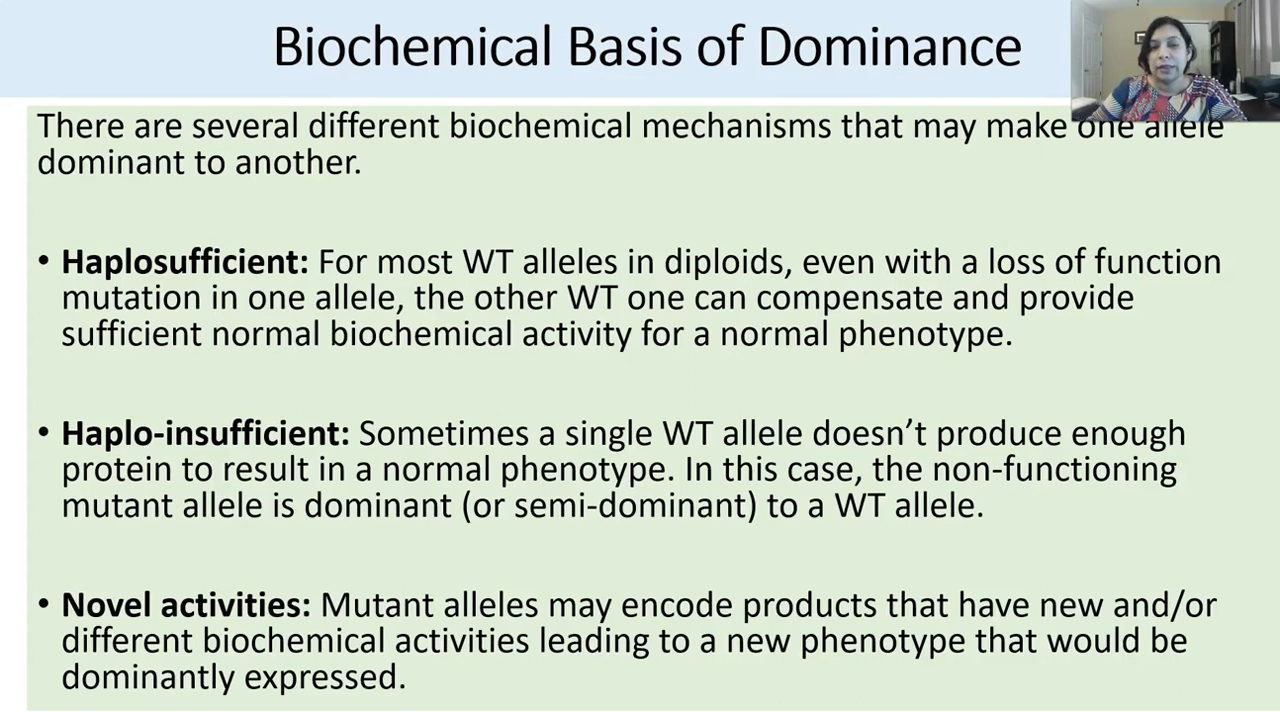 Biochemical Basis of Dominance
There are several different biochemical mechanisms that may make one allele
dominant to another.
• Haplosufficient: For most WT alleles in diploids, even with a loss of function
mutation in one allele, the other WT one can compensate and provide
sufficient normal biochemical activity for a normal phenotype.
• Haplo-insufficient: Sometimes a single WT allele doesn’t produce enough
protein to result in a normal phenotype. In this case, the non-functioning
mutant allele is dominant (or semi-dominant) to a WT allele.
• Novel activities: Mutant alleles may encode products that have new and/or
different biochemical activities leading to a new phenotype that would be
dominantly expressed.